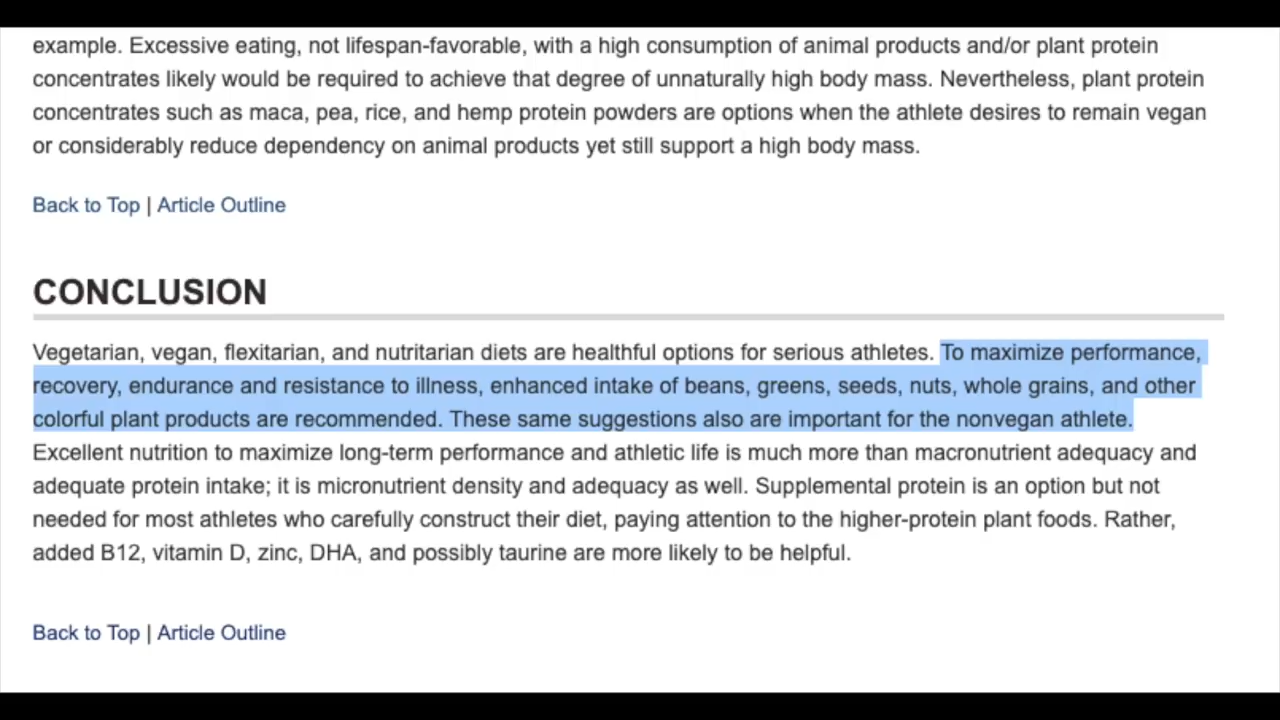 example. Excessive eating, not lifespan-favorable, with a high consumption of animal products and/or plant protein
concentrates likely would be required to achieve that degree of unnaturally high body mass. Nevertheless, plant protein
concentrates such as maca, pea, rice, and hemp protein powders are options when the athlete desires to remain vegan
or considerably reduce dependency on animal products yet still support a high body mass.
Back to Top | Article Outline
CONCLUSION
Vegetarian, vegan, flexitarian, and nutritarian diets are healthful options for serious athletes. To maximize performance,
recovery, endurance and resistance to illness, enhanced intake of beans, greens, seeds, nuts, whole grains, and other
colorful plant products are recommended. These same suggestions also are important for the nonvegan athlete.
Excellent nutrition to maximize long-term performance and athletic life is much more than macronutrient adequacy and
adequate protein intake; it is micronutrient density and adequacy as well. Supplemental protein is an option but not
needed for most athletes who carefully construct their diet, paying attention to the higher-protein plant foods. Rather,
added B12, vitamin D, zinc, DHA, and possibly taurine are more likely to be helpful.
Back to Top | Article Outline